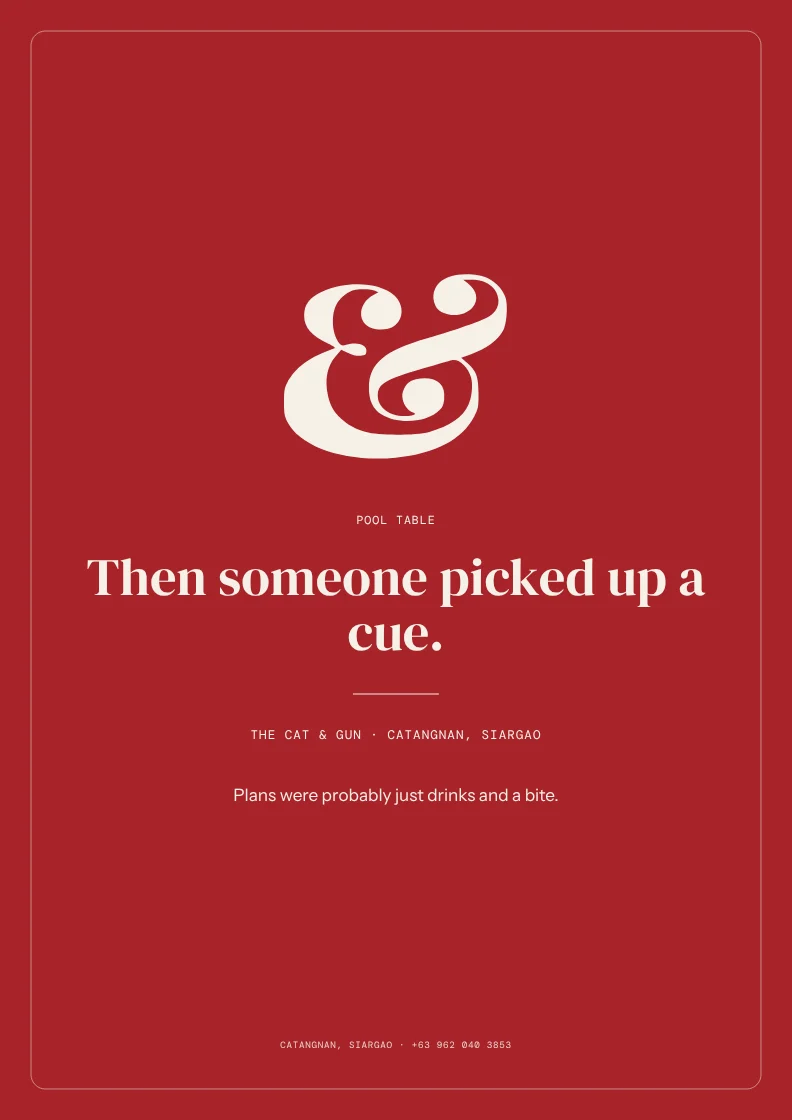 &
POOL TABLE
Then someone picked up a
cue.
THE CAT & GUN · CATANGNAN, SIARGAO
Plans were probably just drinks and a bite.
CATANGNAN, SIARGAO · +63 962 040 3853